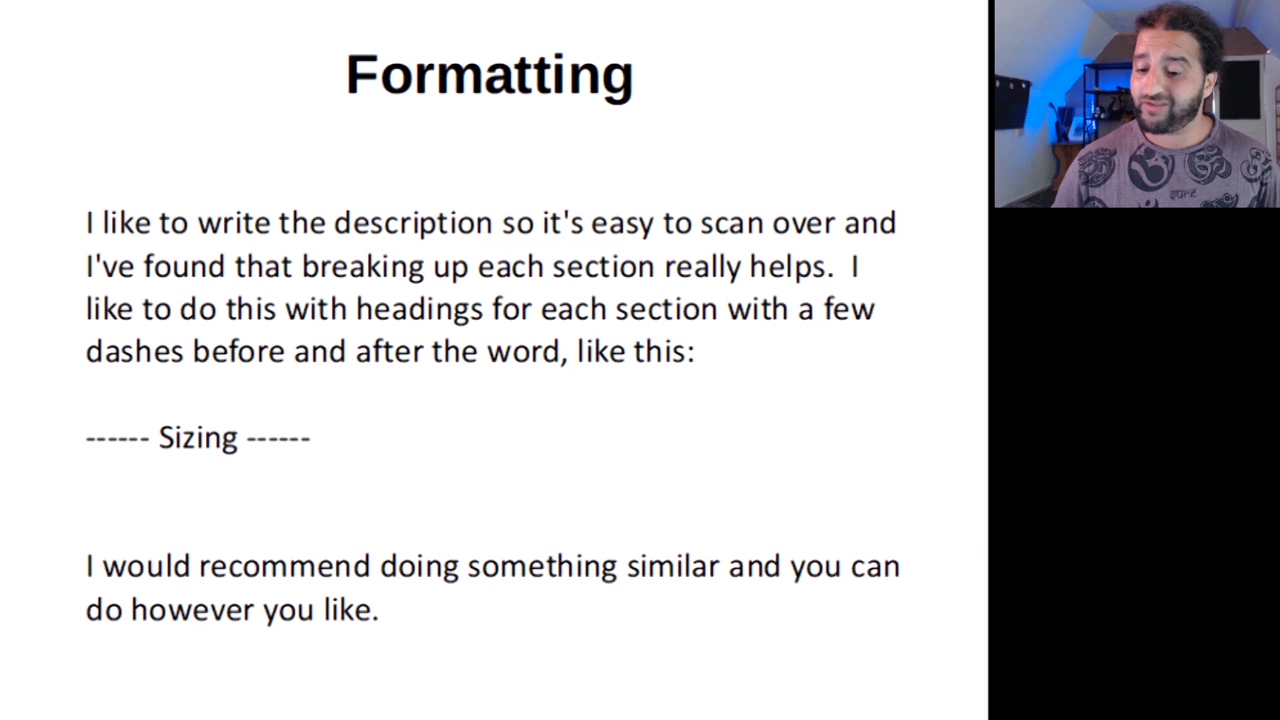 Formatting
I like to write the description so it's easy to scan over and
I've found that breaking up each section really helps.  I
like to do this with headings for each section with a few
dashes before and after the word, like this:
------ Sizing ------
I would recommend doing something similar and you can
do however you like.